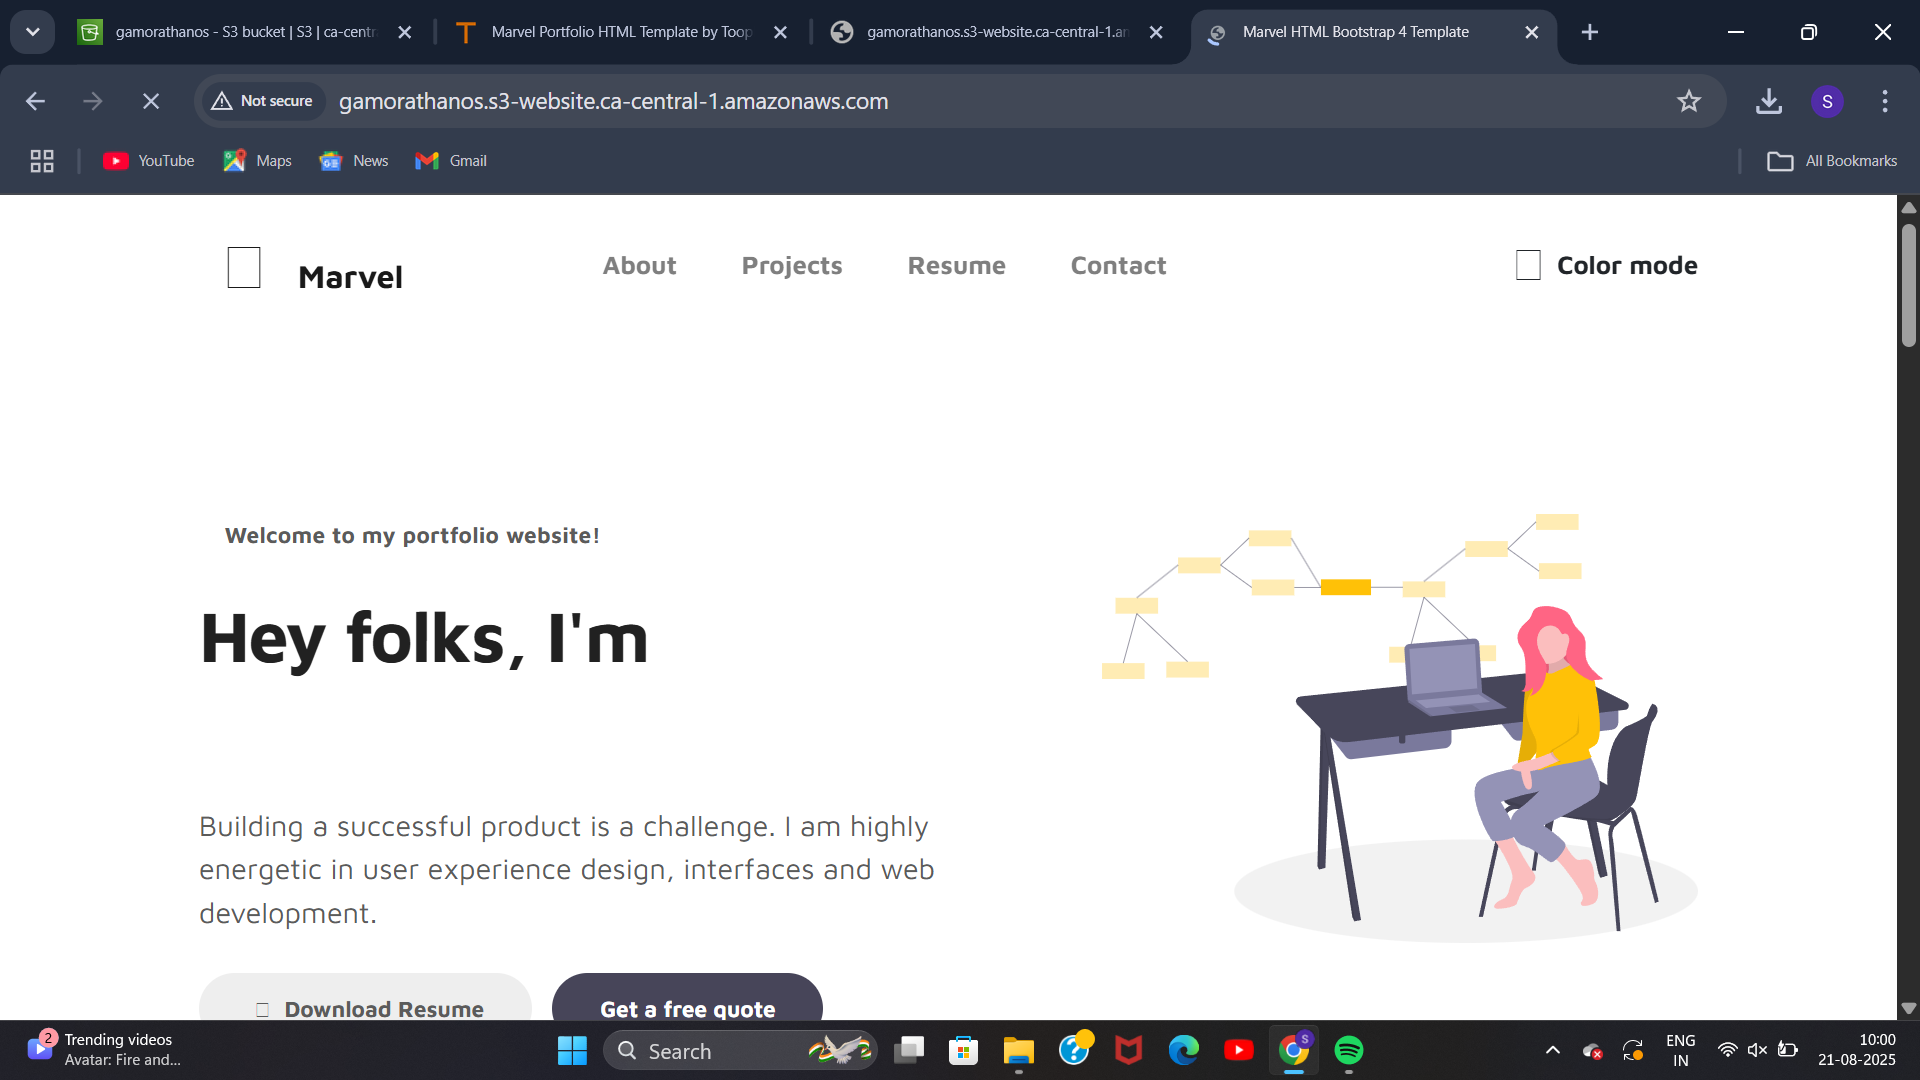 gamorathanos - S3 bucket | S3 | ca-centr
Marvel Portfolio HTML Template by Toop
gamorathanos.s3-website.ca-central-1.am
Marvel HTML Bootstrap 4 Template
Not secure
gamorathanos.s3-website.ca-central-1.amazonaws.com
S
YouTube
Maps
News
Gmail
All Bookmarks
Marvel
About
Projects
Resume
Contact
Color mode
Welcome to my portfolio website!
Hey folks, I'm
Building a successful product is a challenge. I am highly
energetic in user experience design, interfaces and web
development.
Download Resume
Get a free quote
2
Trending videos
Avatar: Fire and...
Search
S
ENG
IN
10:00
21-08-2025